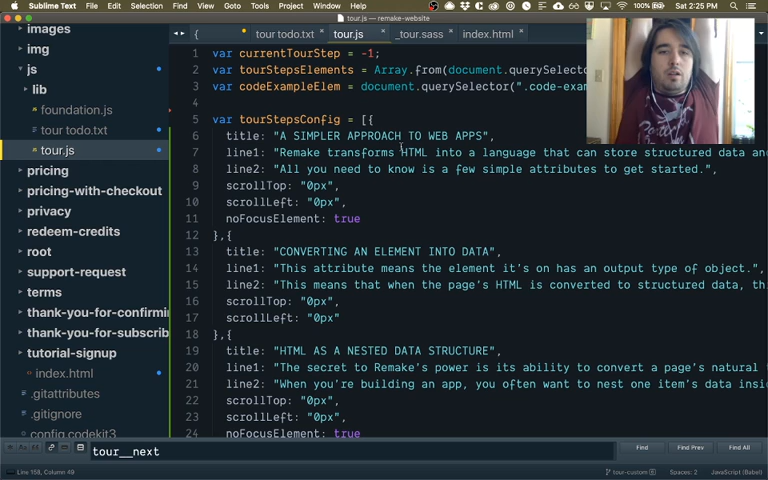 Sublime Text File Edit Selection Find View Goto Tools Project Window Help 100% Sat 2:25 PM
tour.js — remake-website
images
img
js
lib
foundation.js
tour todo.txt
tour.js
pricing
pricing-with-checkout
privacy
redeem-credits
root
support-request
terms
thank-you-for-confirmin
thank-you-for-subscrib
tutorial-signup
index.html
.gitattributes
.gitignore
config.codekit3
{ tour todo.txt tour.js _tour.sass index.html
1 var currentTourStep = -1;
2 var tourStepsElements = Array.from(document.querySelecto
3 var codeExampleElem = document.querySelector(".code-exam
4
5 var tourStepsConfig = [{
6 title: "A SIMPLER APPROACH TO WEB APPS",
7 line1: "Remake transforms HTML into a language that can store structured data and
8 line2: "All you need to know is a few simple attributes to get started.",
9 scrollTop: "0px",
10 scrollLeft: "0px",
11 noFocusElement: true
12 },{
13 title: "CONVERTING AN ELEMENT INTO DATA",
14 line1: "This attribute means the element it's on has an output type of object.",
15 line2: "This means that when the page's HTML is converted to structured data, thi
16 scrollTop: "0px",
17 scrollLeft: "0px"
18 },{
19 title: "HTML AS A NESTED DATA STRUCTURE",
20 line1: "The secret to Remake's power is its ability to convert a page's natural
21 line2: "When you're building an app, you often want to nest one item's data insi
22 scrollTop: "0px",
23 scrollLeft: "0px",
24 noFocusElement: true
tour__next Find Find Prev Find All
Line 158, Column 49 tour-custom Spaces: 2 JavaScript (Babel)